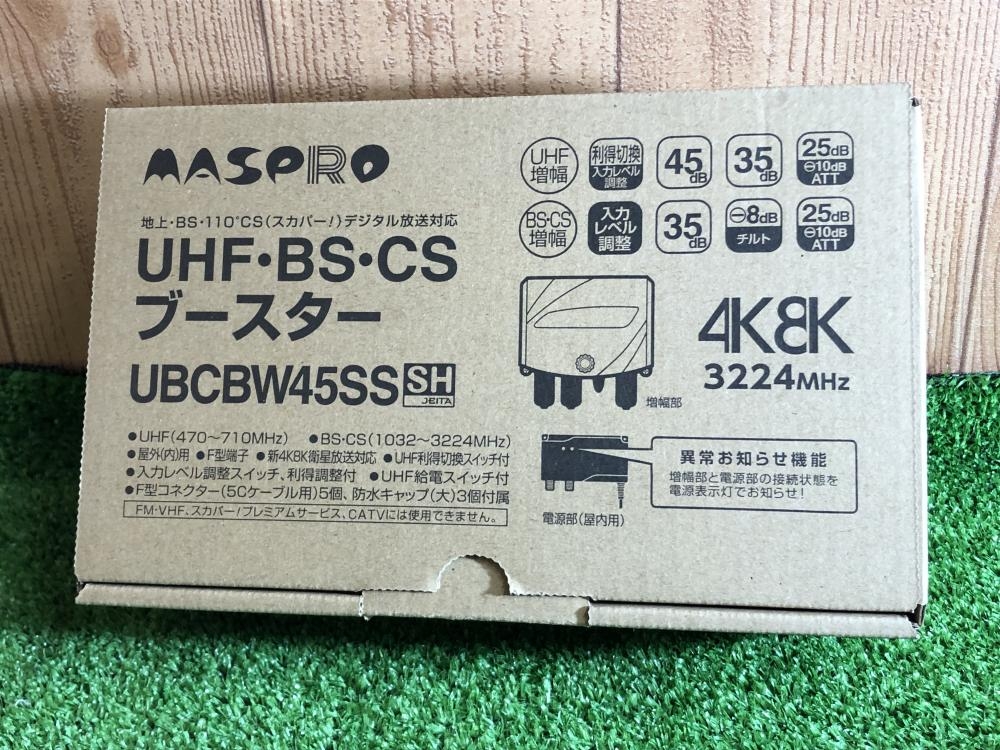 MASPRO
地上・BS・110°CS(スカパー!)デジタル放送対応
UHF・BS・CS
ブースター
UBCBW45SS SH
JEITA
UHF増幅
利得切換
入力レベル調整
45dB
35dB
25dB
⊖10dB
ATT
BS・CS増幅
入力レベル調整
35dB
⊖8dB
チルト
25dB
⊖10dB
ATT
4K8K
3224MHz
増幅部
●UHF(470〜710MHz) ●BS・CS(1032〜3224MHz)
●屋外(内)用 ●F型端子 ●新4K8K衛星放送対応 ●UHF利得切換スイッチ付
●入力レベル調整スイッチ、利得調整付 ●UHF給電スイッチ付
●F型コネクター(5Cケーブル用)5個、防水キャップ(大)3個付属
FM・VHF、スカパー!プレミアムサービス、CATVには使用できません。
電源部(屋内用)
異常お知らせ機能
増幅部と電源部の接続状態を
電源表示灯でお知らせ!